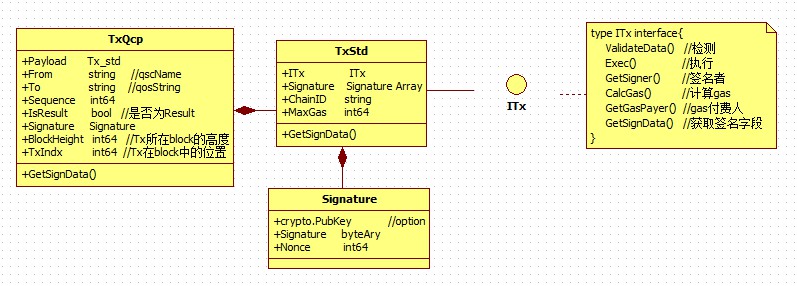 TxQcp
+Payload Tx_std
+From string //qscName
+To string //qosString
+Sequence int64
+IsResult bool //是否为Result
+Signature Signature
+BlockHeight int64 //Tx所在block的高度
+TxIndx int64 //Tx在block中的位置
+GetSignData()
TxStd
+ITx ITx
+Signature Signature Array
+ChainID string
+MaxGas int64
+GetSignData()
Signature
+crypto.PubKey //option
+Signature byteAry
+Nonce int64
ITx
type ITx interface{
ValidateData() //检测
Exec() //执行
GetSigner() //签名者
CalcGas() //计算gas
GetGasPayer() //gas付费人
GetSignData() //获取签名字段
}